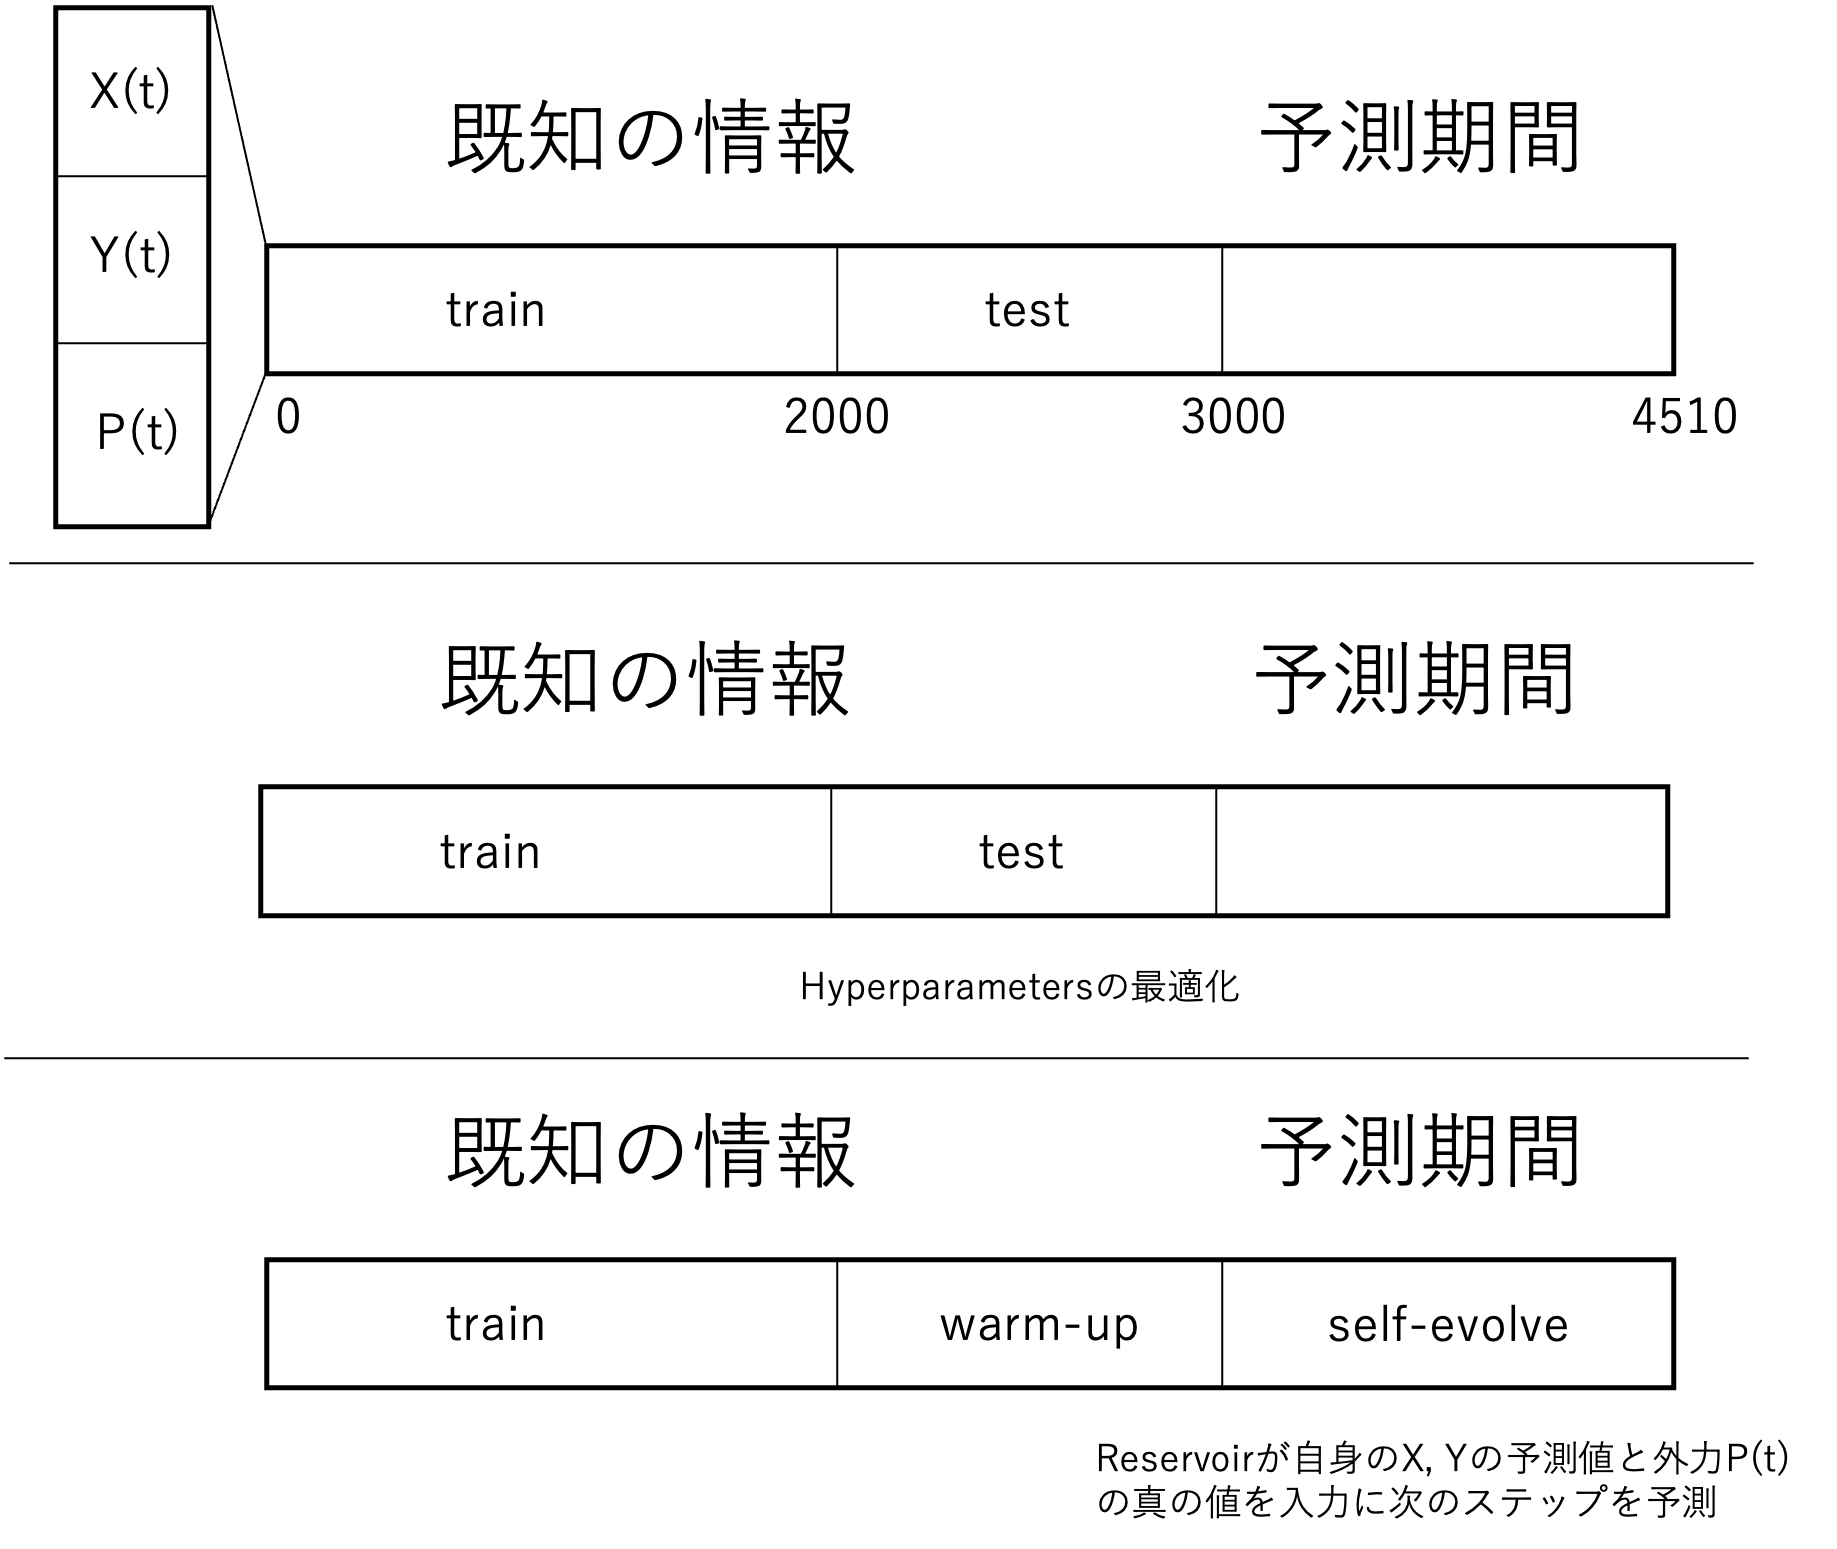 X(t)
Y(t)
P(t)
既知の情報
予測期間
train
test
0
2000
3000
4510
既知の情報
予測期間
train
test
Hyperparametersの最適化
既知の情報
予測期間
train
warm-up
self-evolve
Reservoirが自身のX, Yの予測値と外力P(t)
の真の値を入力に次のステップを予測